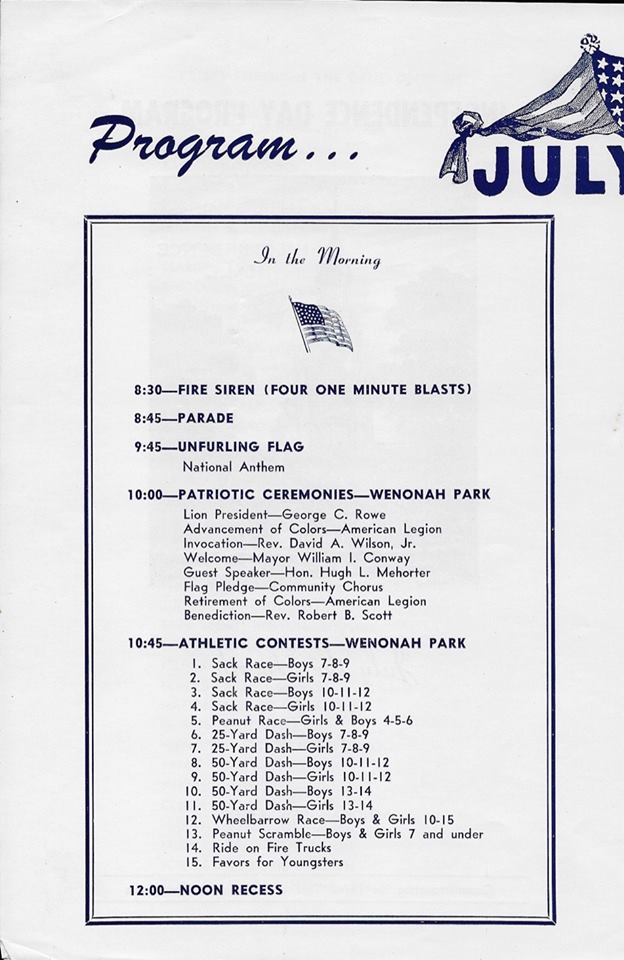 Program...
JULY
In the Morning
8:30—FIRE SIREN (FOUR ONE MINUTE BLASTS)
8:45—PARADE
9:45—UNFURLING FLAG
National Anthem
10:00—PATRIOTIC CEREMONIES—WENONAH PARK
Lion President—George C. Rowe
Advancement of Colors—American Legion
Invocation—Rev. David A. Wilson, Jr.
Welcome—Mayor William I. Conway
Guest Speaker—Hon. Hugh L. Mehorter
Flag Pledge—Community Chorus
Retirement of Colors—American Legion
Benediction—Rev. Robert B. Scott
10:45—ATHLETIC CONTESTS—WENONAH PARK
1. Sack Race—Boys 7-8-9
2. Sack Race—Girls 7-8-9
3. Sack Race—Boys 10-11-12
4. Sack Race—Girls 10-11-12
5. Peanut Race—Girls & Boys 4-5-6
6. 25-Yard Dash—Boys 7-8-9
7. 25-Yard Dash—Girls 7-8-9
8. 50-Yard Dash—Boys 10-11-12
9. 50-Yard Dash—Girls 10-11-12
10. 50-Yard Dash—Boys 13-14
11. 50-Yard Dash—Girls 13-14
12. Wheelbarrow Race—Boys & Girls 10-15
13. Peanut Scramble—Boys & Girls 7 and under
14. Ride on Fire Trucks
15. Favors for Youngsters
12:00—NOON RECESS